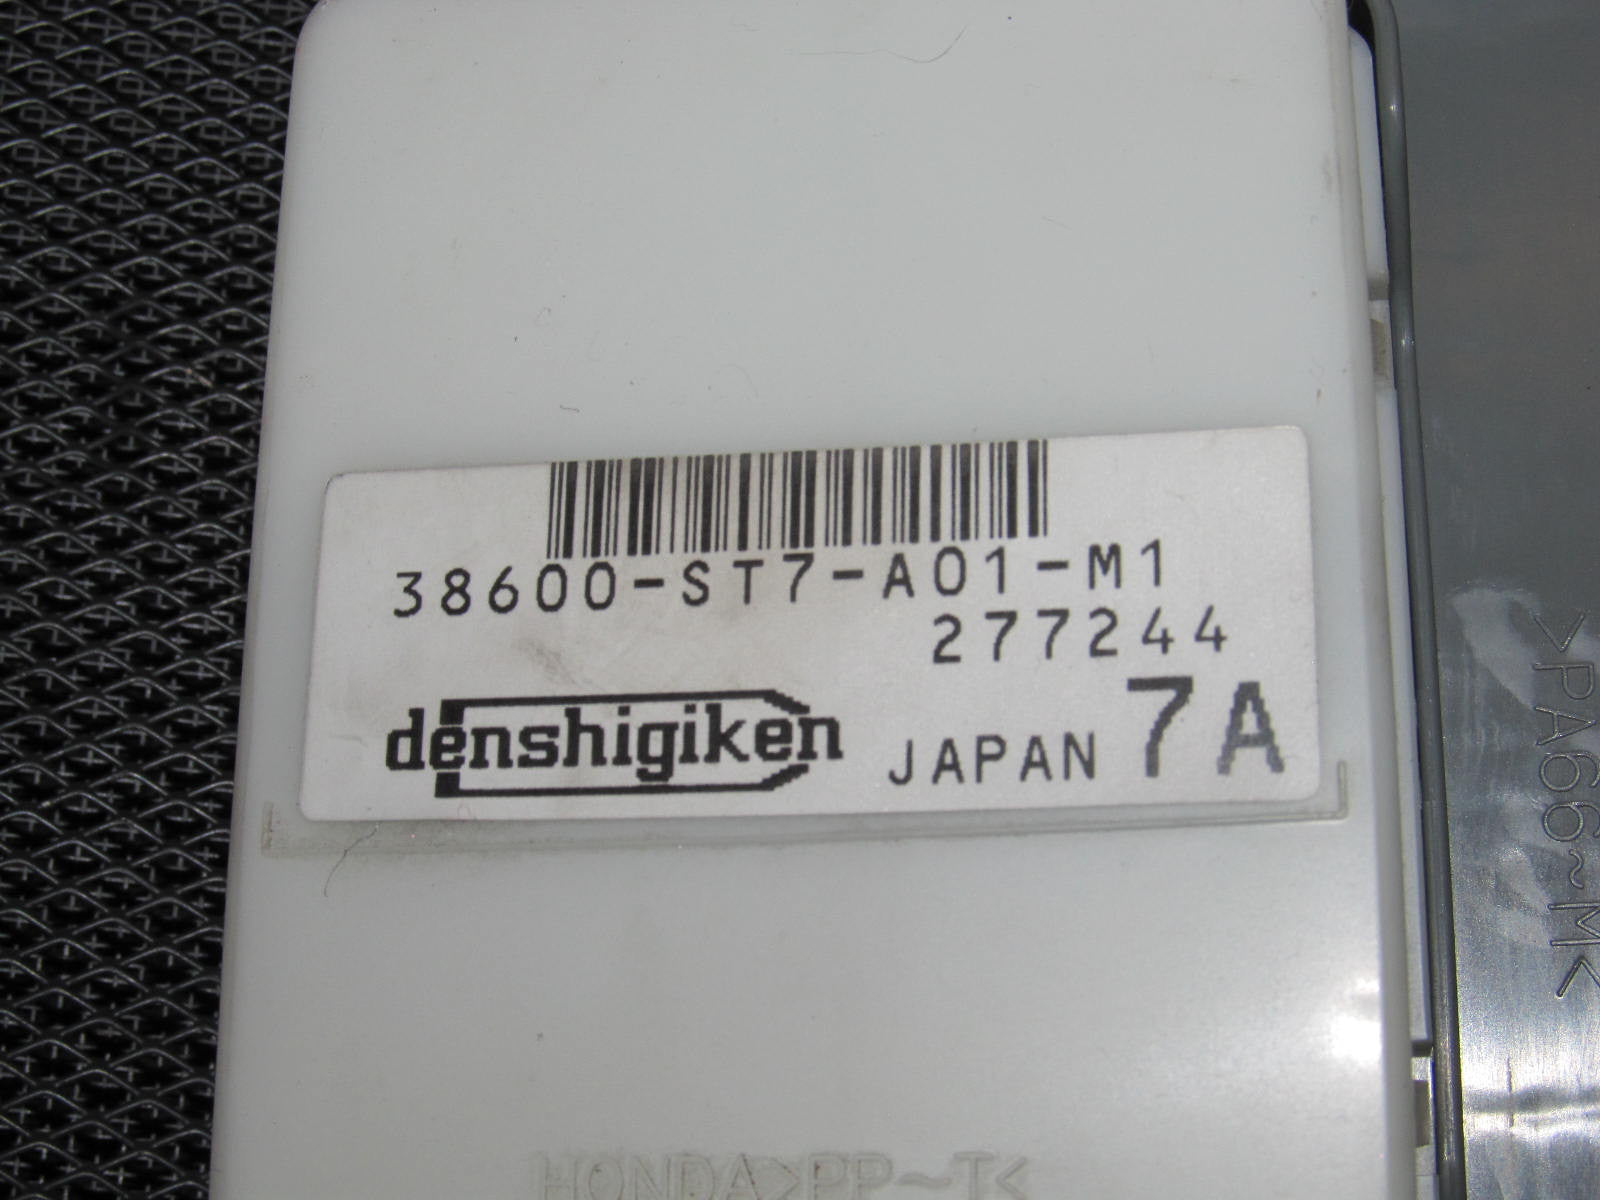 38600-ST7-A01-M1
277244
denshigiken JAPAN 7A
HONDA>PP~T<
>PA66~M<